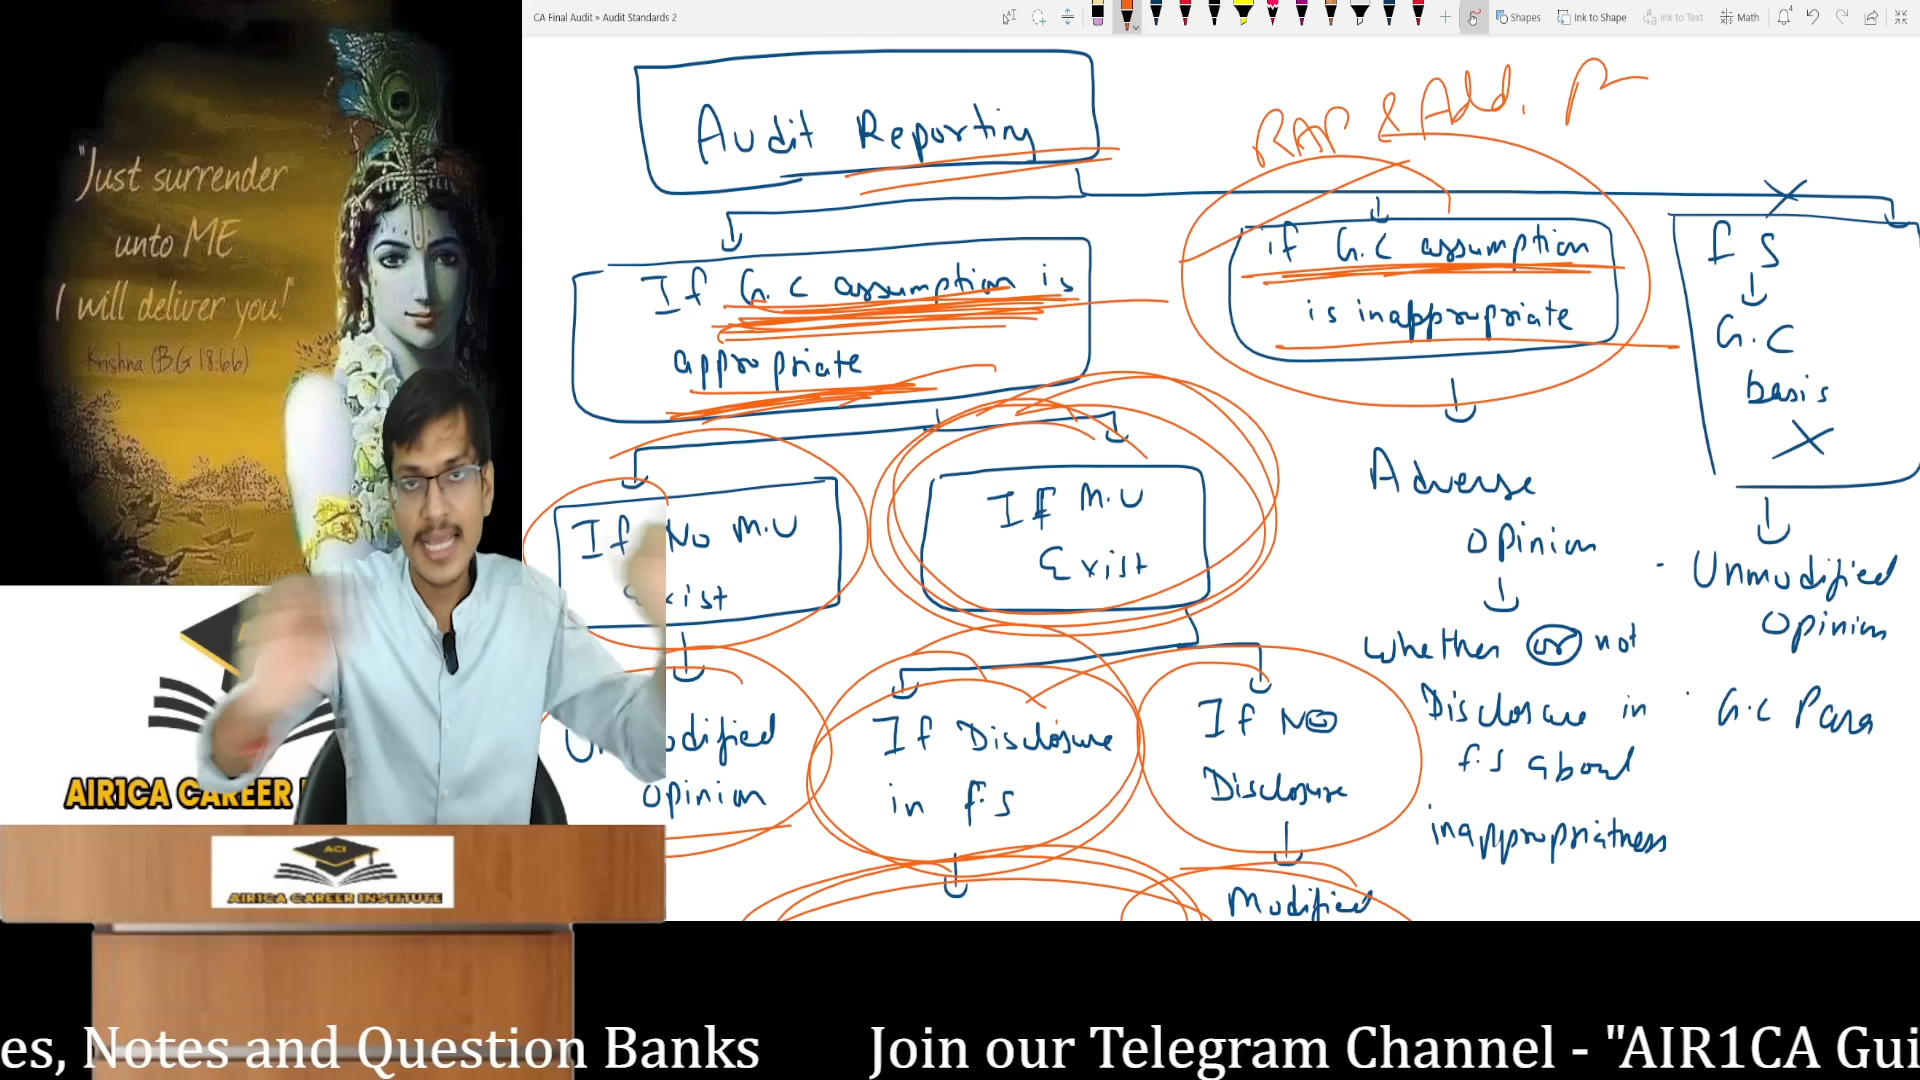 CA Final Audit » Audit Standards 2
Shapes
Ink to Shape
Ink to Text
Math
"Just surrender
unto ME
I will deliver you!"
-Krishna (B.G 18:66)
Audit Reporting
RAP & Add. P
If G.C assumption is
appropriate
if G.C assumption
is inappropriate
f S
G.C
basis
X
If No M.U
Exist
If M.U
Exist
Adverse
opinion
Whether or not
Disclosure in
f.S about
inappropriatness
Unmodified
Opinion
G.C Para
Opinion
If Disclosure
in f.S
If NO
Disclosure
Modified
AIR1CA CAREER
ACI
AIR1CA CAREER INSTITUTE
es, Notes and Question Banks
Join our Telegram Channel - "AIR1CA Gui